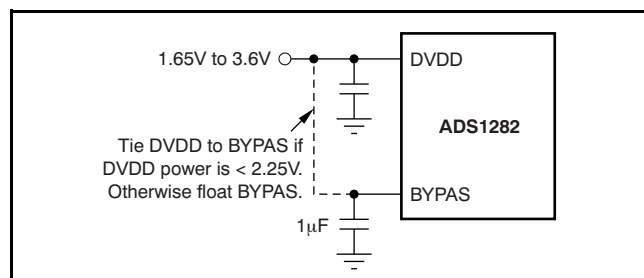 1.65V to 3.6V
DVDD
ADS1282
Tie DVDD to BYPAS if
DVDD power is < 2.25V.
Otherwise float BYPAS.
BYPAS
1μF